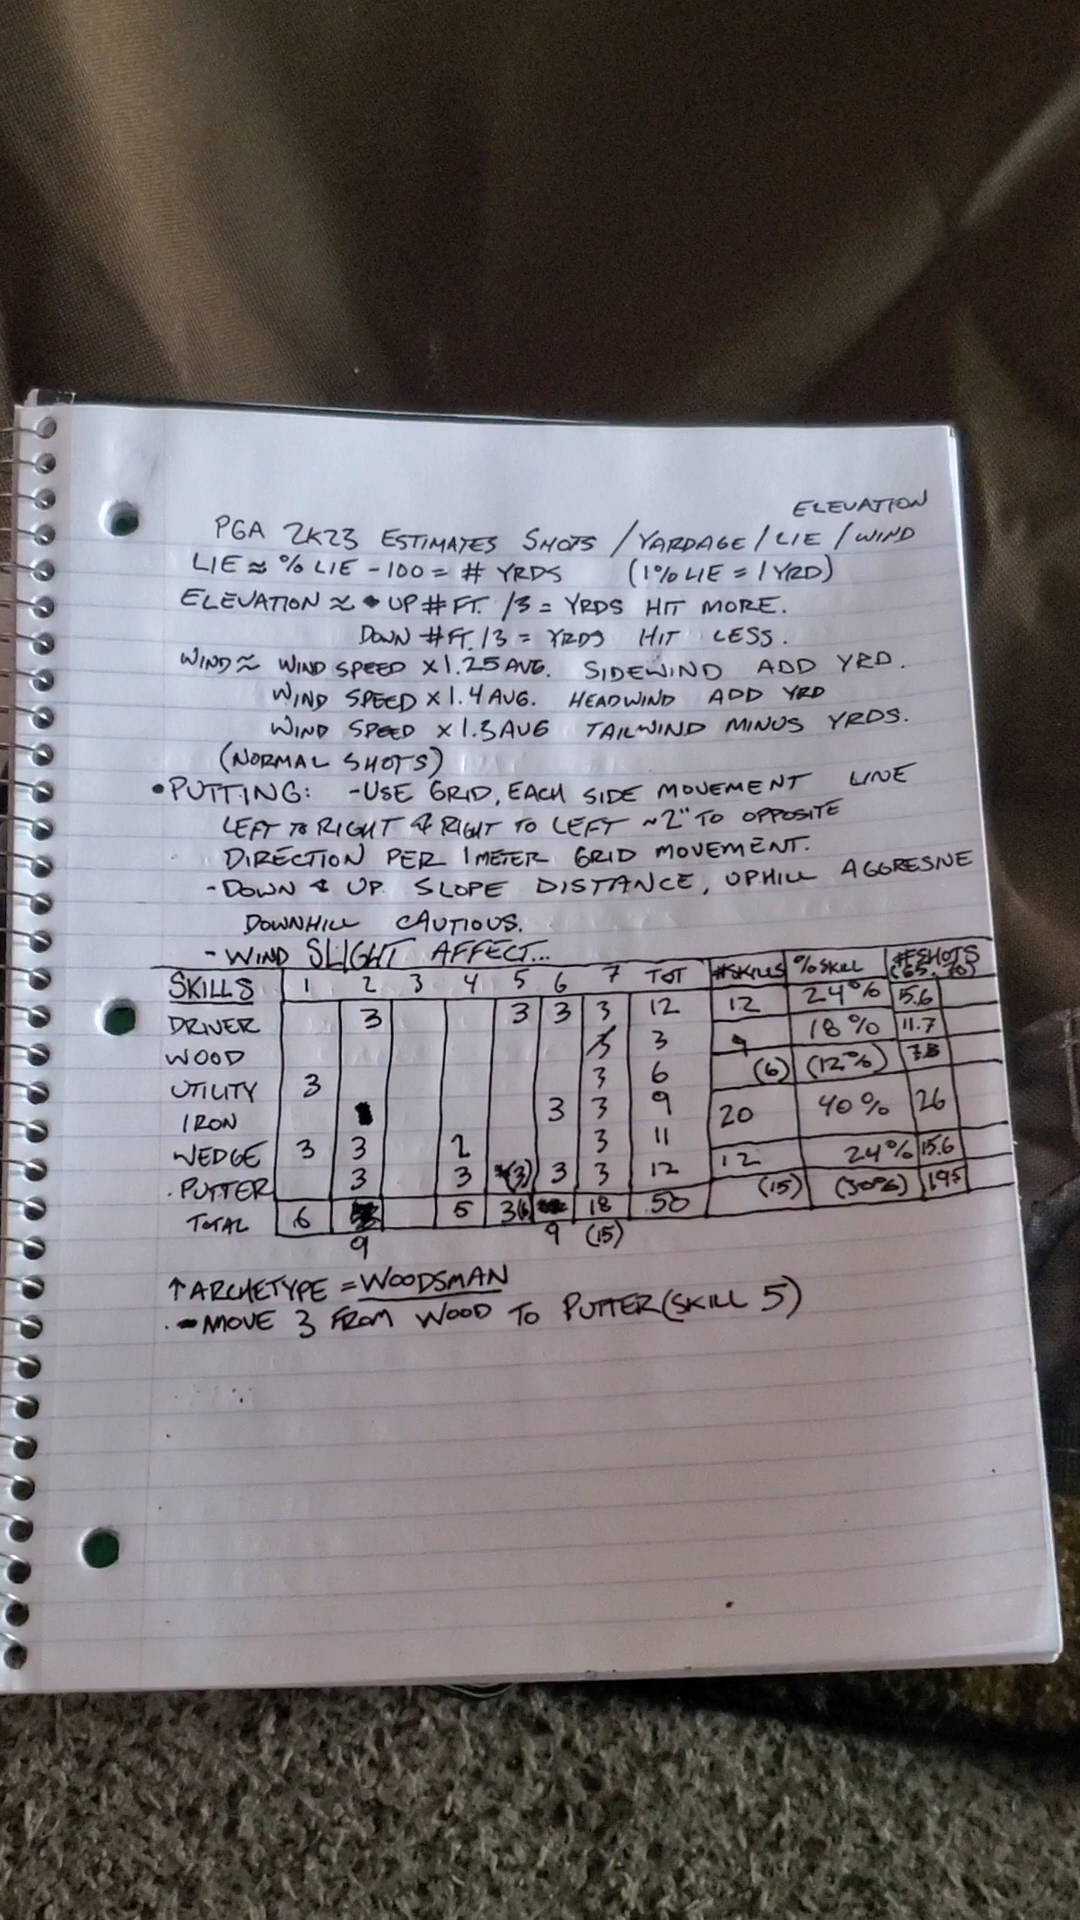 ELEVATION
PGA 2K23 ESTIMATES SHOTS /YARDAGE/LIE/WIND
LIE ≈ % LIE - 100 = # YRDS (1% LIE = 1 YRD)
ELEVATION ≈ UP # FT. /3 = YRDS HIT MORE.
DOWN # FT. /3 = YRDS HIT LESS.
WIND ≈ WIND SPEED X 1.25 AVG. SIDEWIND ADD YRD.
WIND SPEED X 1.4 AVG. HEADWIND ADD YRD
WIND SPEED X 1.3 AVG TAILWIND MINUS YRDS.
(NORMAL SHOTS)
• PUTTING: - USE GRID, EACH SIDE MOVEMENT LINE
LEFT TO RIGHT & RIGHT TO LEFT ~2" TO OPPOSITE
DIRECTION PER 1 METER GRID MOVEMENT.
- DOWN & UP SLOPE DISTANCE, UPHILL AGGRESIVE
DOWNHILL CAUTIOUS.
- WIND SLIGHT AFFECT...
SKILLS 1 2 3 4 5 6 7 TOT #SKILLS % SKILL #SHOTS (65-70)
DRIVER 3 3 3 3 12 12 24% 15.6
WOOD 3 3 9 18% 11.7
UTILITY 3 3 6 (6) (12%) 7.8
IRON 3 3 9 20 40% 26
WEDGE 3 3 2 3 11 12 24% 15.6
PUTTER 3 3 (3) 3 3 12 (15) (30%) 19.5
TOTAL 6 5 3(6) 18 50
9 9 (15)
↑ ARCHETYPE = WOODSMAN
- MOVE 3 FROM WOOD TO PUTTER (SKILL 5)